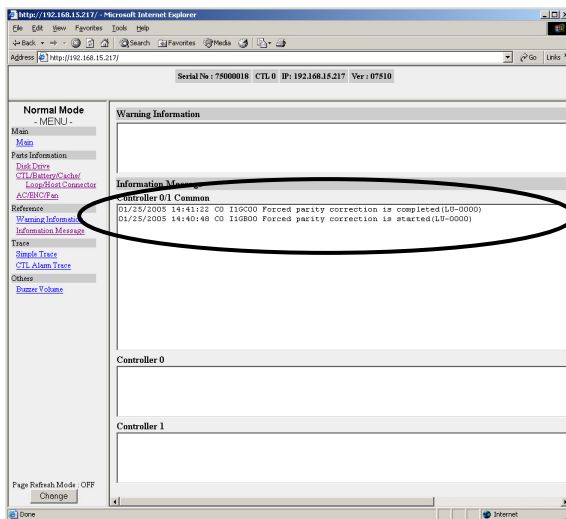 http://192.168.15.217/ - Microsoft Internet Explorer
File Edit View Favorites Tools Help
Back Search Favorites Media
Address http://192.168.15.217/ Go Links
Serial No : 75000018 CTL 0 IP : 192.168.15.217 Ver : 07510
Normal Mode
- MENU -
Main
Main
Parts Information
Disk Drive
CTL/Battery/Cache/
Loop/Host Connector
AC/ENC/Fan
Reference
Warning Information
Information Message
Trace
Simple Trace
CTL Alarm Trace
Others
Buzzer Volume
Page Refresh Mode : OFF
Change
Warning Information
Information Message
Controller 0/1 Common
01/25/2005 14:41:22 C0 I1GC00 Forced parity correction is completed(LU-0000)
01/25/2005 14:40:48 C0 I1GB00 Forced parity correction is started(LU-0000)
Controller 0
Controller 1
Done Internet